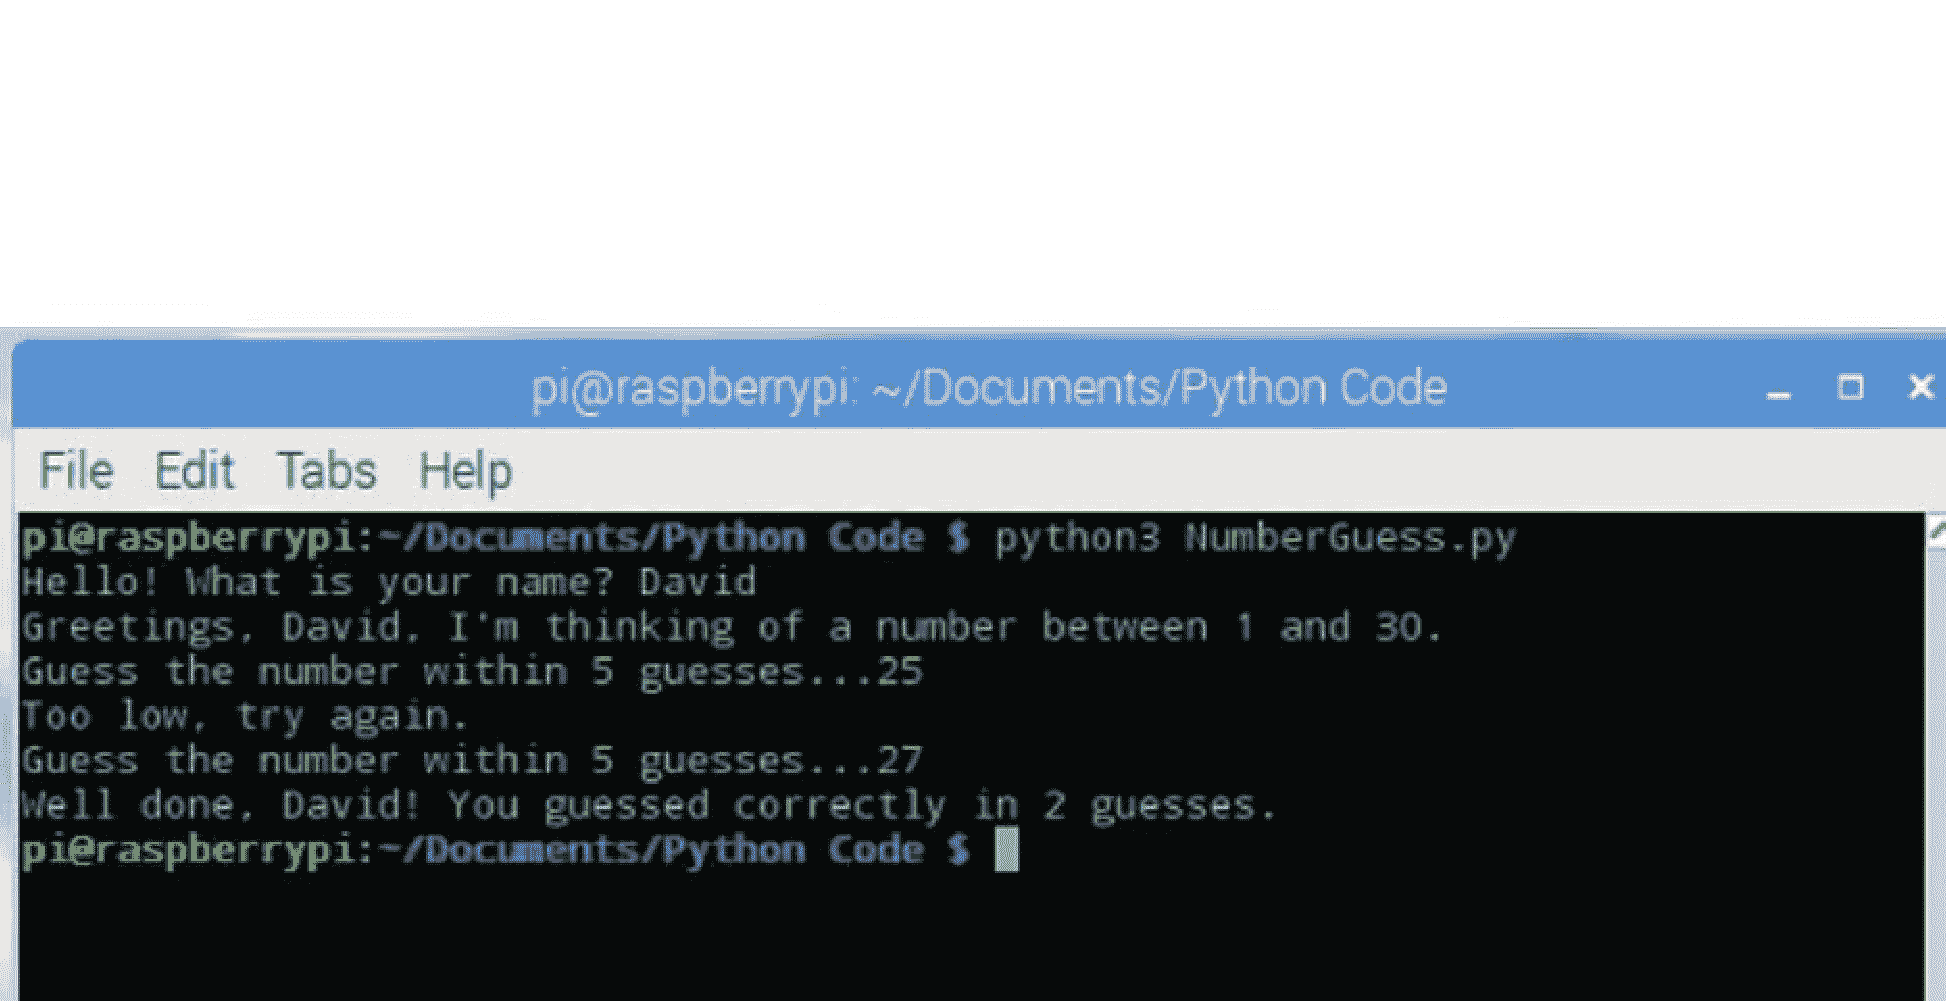 pi@raspberrypi: ~/Documents/Python Code
File Edit Tabs Help
pi@raspberrypi:~/Documents/Python Code $ python3 NumberGuess.py
Hello! What is your name? David
Greetings, David, I'm thinking of a number between 1 and 30.
Guess the number within 5 guesses...25
Too low, try again.
Guess the number within 5 guesses...27
Well done, David! You guessed correctly in 2 guesses.
pi@raspberrypi:~/Documents/Python Code $